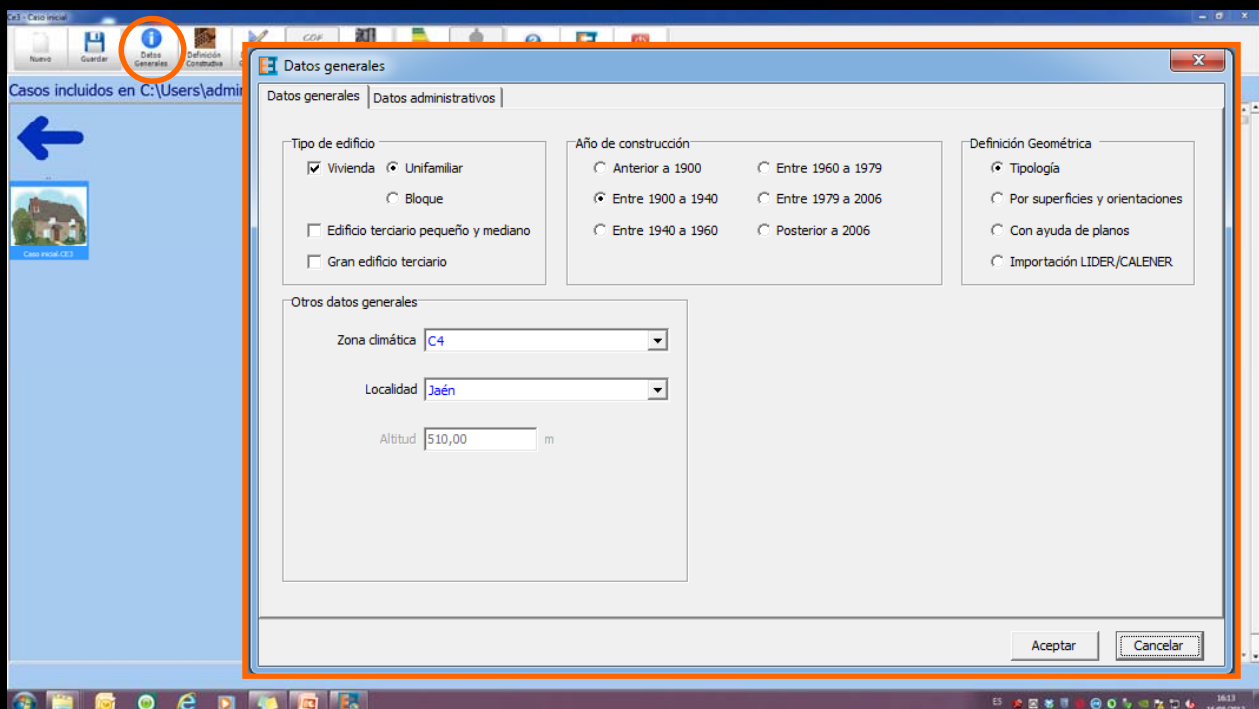 Ce3 - Caso inicial
Nuevo
Guardar
Datos Generales
Definición Constructiva
Casos incluidos en C:\Users\admi
..
Caso inicial.CE3
Datos generales
Datos generales
Datos administrativos
Tipo de edificio
Vivienda
Unifamiliar
Bloque
Edificio terciario pequeño y mediano
Gran edificio terciario
Año de construcción
Anterior a 1900
Entre 1960 a 1979
Entre 1900 a 1940
Entre 1979 a 2006
Entre 1940 a 1960
Posterior a 2006
Definición Geométrica
Tipología
Por superficies y orientaciones
Con ayuda de planos
Importación LIDER/CALENER
Otros datos generales
Zona climática C4
Localidad Jaén
Altitud 510,00 m
Aceptar
Cancelar
ES
16:13